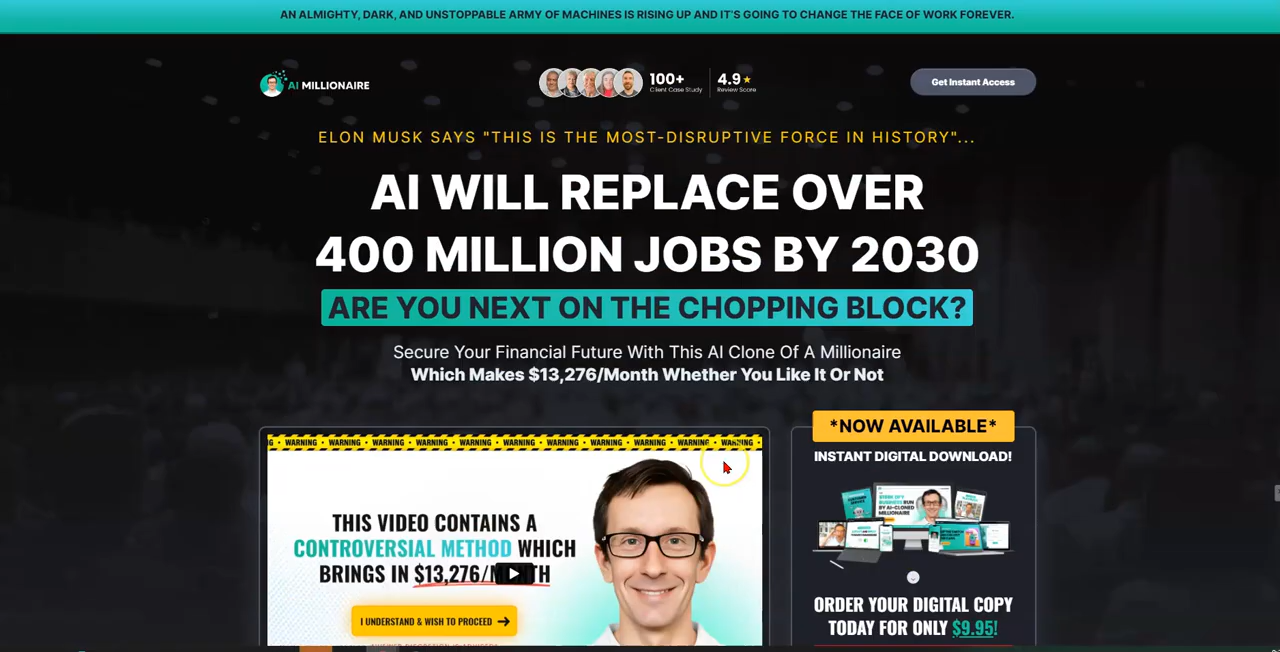 AN ALMIGHTY, DARK, AND UNSTOPPABLE ARMY OF MACHINES IS RISING UP AND IT'S GOING TO CHANGE THE FACE OF WORK FOREVER.
AI MILLIONAIRE
100+
Client Case Study
4.9
Review Score
Get Instant Access
ELON MUSK SAYS "THIS IS THE MOST-DISRUPTIVE FORCE IN HISTORY"...
AI WILL REPLACE OVER
400 MILLION JOBS BY 2030
ARE YOU NEXT ON THE CHOPPING BLOCK?
Secure Your Financial Future With This AI Clone Of A Millionaire
Which Makes $13,276/Month Whether You Like It Or Not
WARNING • WARNING • WARNING • WARNING • WARNING • WARNING • WARNING • WARNING • WARNING • WARNING • WARNING
THIS VIDEO CONTAINS A
CONTROVERSIAL METHOD WHICH
BRINGS IN $13,276/MONTH
I UNDERSTAND & WISH TO PROCEED
*NOW AVAILABLE*
INSTANT DIGITAL DOWNLOAD!
ORDER YOUR DIGITAL COPY
TODAY FOR ONLY $9.95!